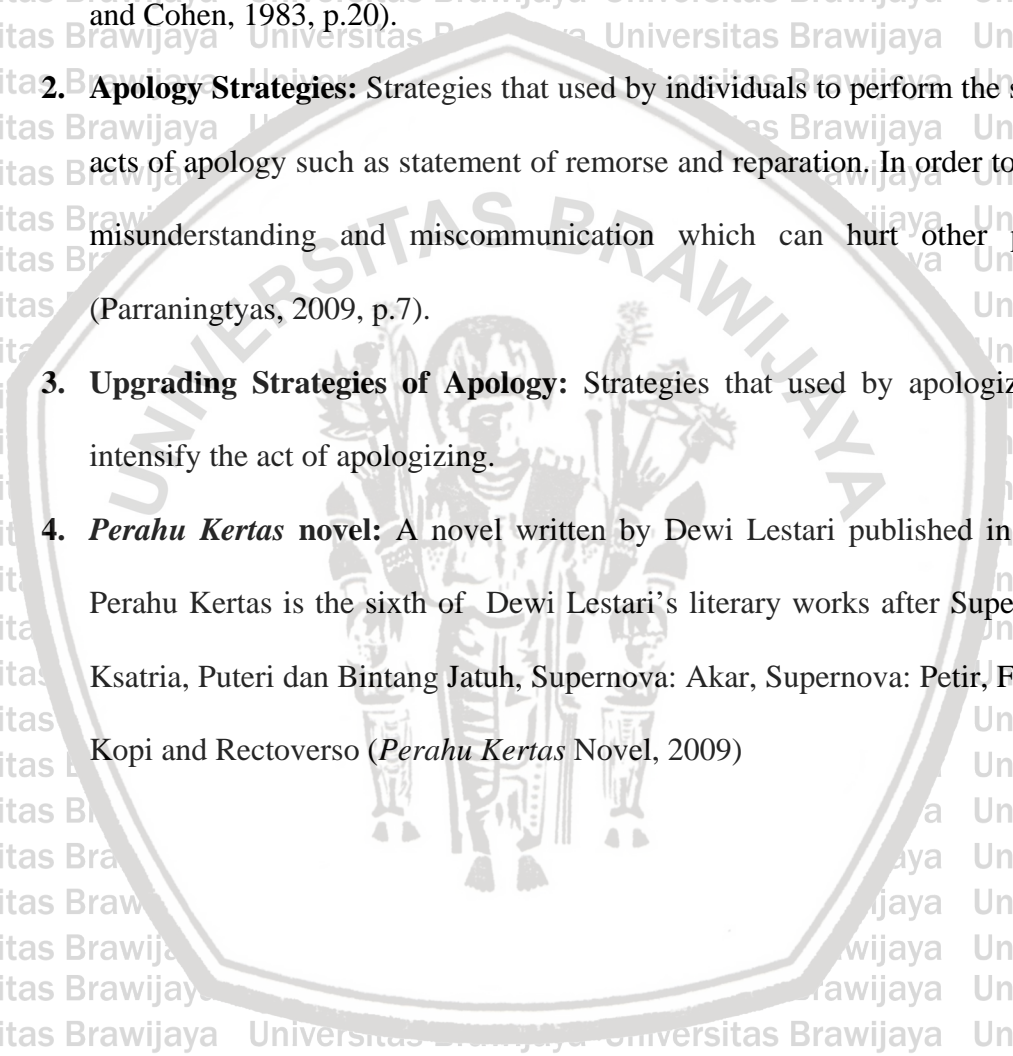 and Cohen, 1983, p.20).
2. Apology Strategies: Strategies that used by individuals to perform the
acts of apology such as statement of remorse and reparation. In order to
misunderstanding and miscommunication which can hurt other
(Parraningtyas, 2009, p.7).
3. Upgrading Strategies of Apology: Strategies that used by
intensify the act of apologizing.
4. Perahu Kertas novel: A novel written by Dewi Lestari published in
Perahu Kertas is the sixth of Dewi Lestari's literary works after
Ksatria, Puteri dan Bintang Jatuh, Supernova: Akar, Supernova: Petir,
Kopi and Rectoverso (Perahu Kertas Novel, 2009)
UNIVERSITAS BRAWIJAYA
Universitas Brawijaya